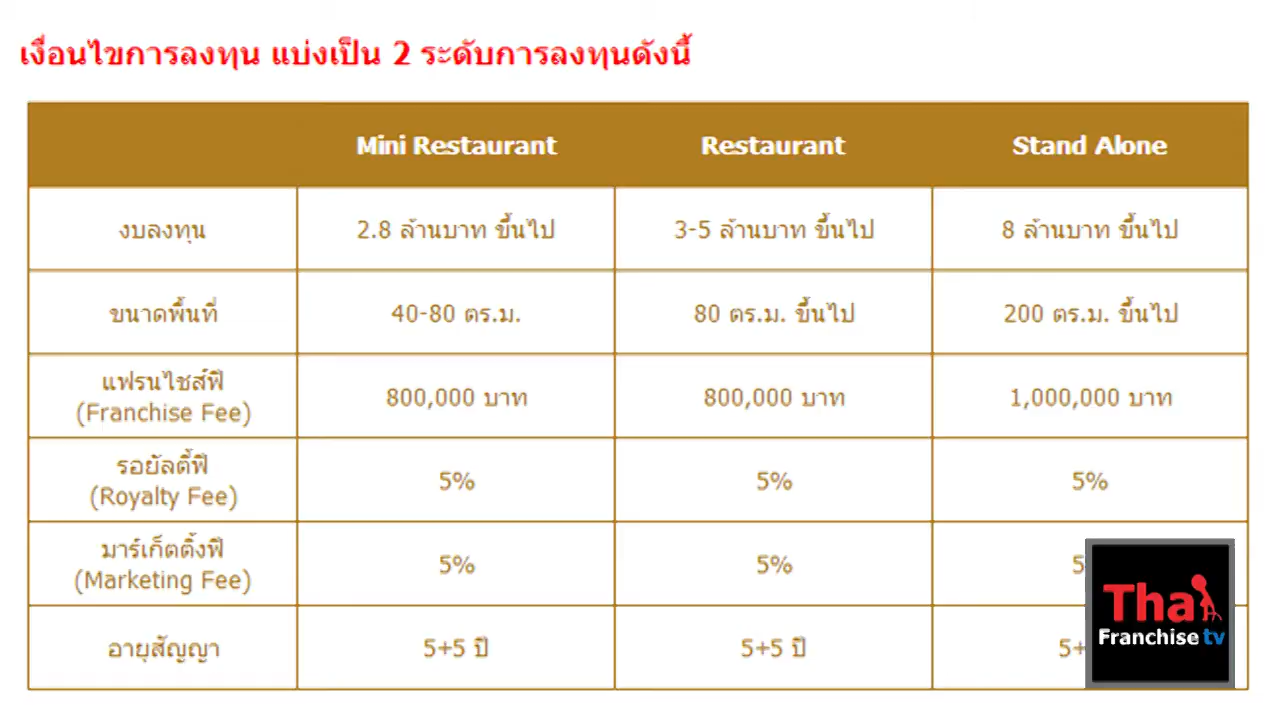 เงื่อนไขการลงทุน แบ่งเป็น 2 ระดับการลงทุนดังนี้
Mini Restaurant Restaurant Stand Alone
งบลงทุน 2.8 ล้านบาท ขึ้นไป 3-5 ล้านบาท ขึ้นไป 8 ล้านบาท ขึ้นไป
ขนาดพื้นที่ 40-80 ตร.ม. 80 ตร.ม. ขึ้นไป 200 ตร.ม. ขึ้นไป
แฟรนไชส์ฟี
(Franchise Fee) 800,000 บาท 800,000 บาท 1,000,000 บาท
รอยัลตี้ฟี
(Royalty Fee) 5% 5% 5%
มาร์เก็ตติ้งฟี
(Marketing Fee) 5% 5% 5
อายุสัญญา 5+5 ปี 5+5 ปี 5+
Thai
Franchise tv